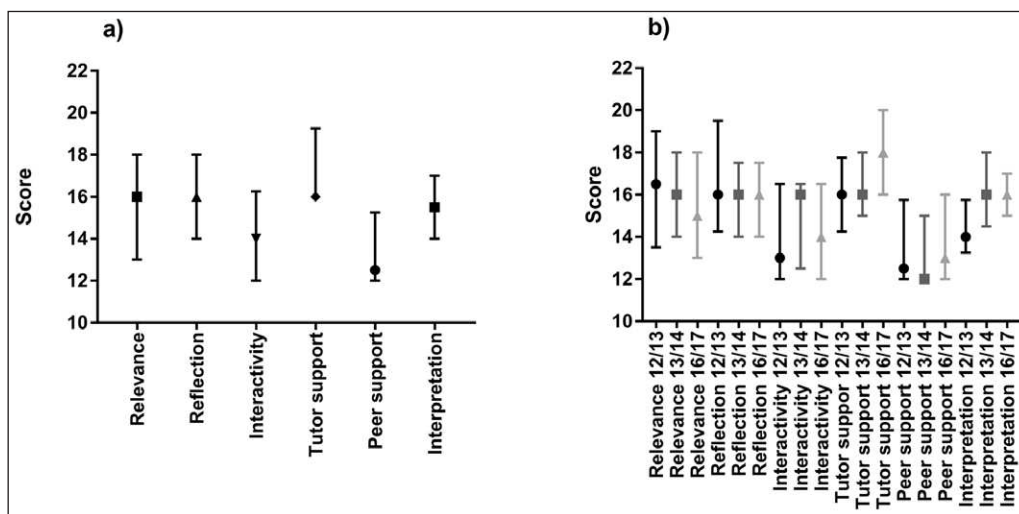 a)
22
20
18
16
14
12
10
Score
Relevance
Reflection
Interactivity
Tutor support
Peer support
Interpretation
b)
22
20
18
16
14
12
10
Score
Relevance 12/13
Relevance 13/14
Relevance 16/17
Reflection 12/13
Reflection 13/14
Reflection 16/17
Interactivity 12/13
Interactivity 13/14
Interactivity 16/17
Tutor suppor 12/13
Tutor support 13/14
Tutor support 16/17
Peer support 12/13
Peer support 13/14
Peer support 16/17
Interpretation 12/13
Interpretation 13/14
Interpretation 16/17